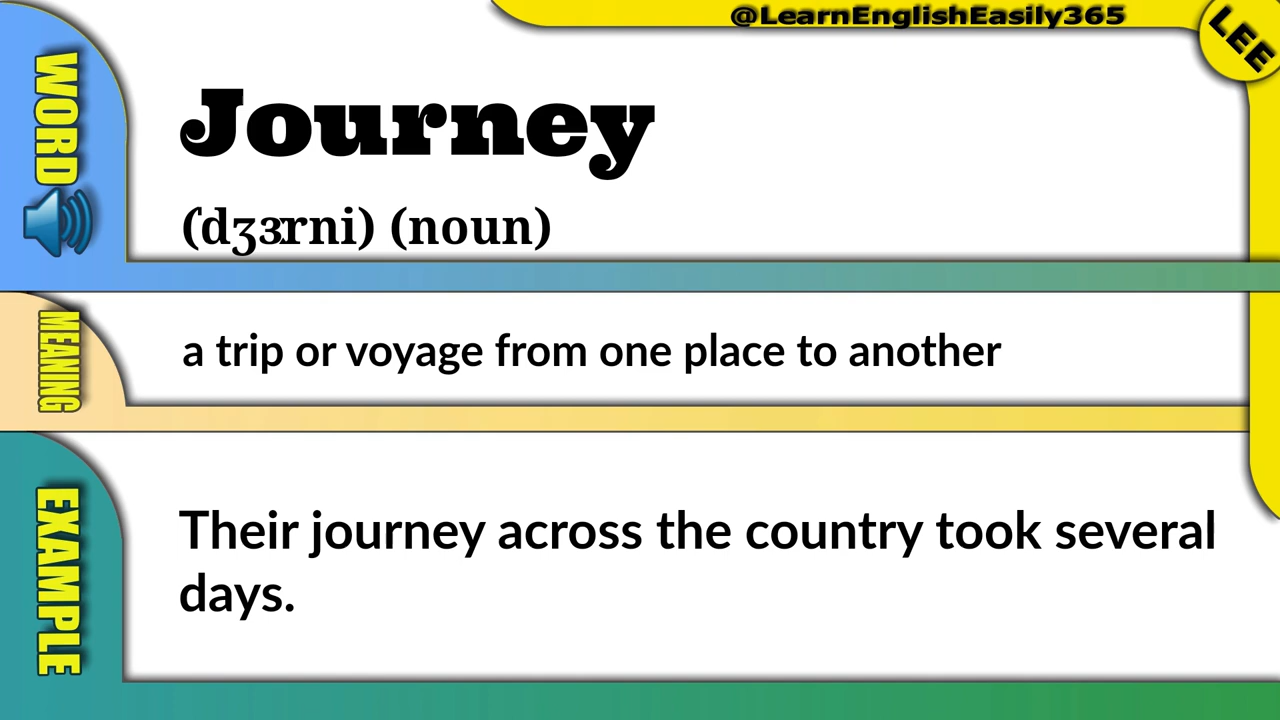 @LearnEnglishEasily365
LEE
WORD
Journey
(ˈdʒɜrni) (noun)
MEANING
a trip or voyage from one place to another
EXAMPLE
Their journey across the country took several
days.